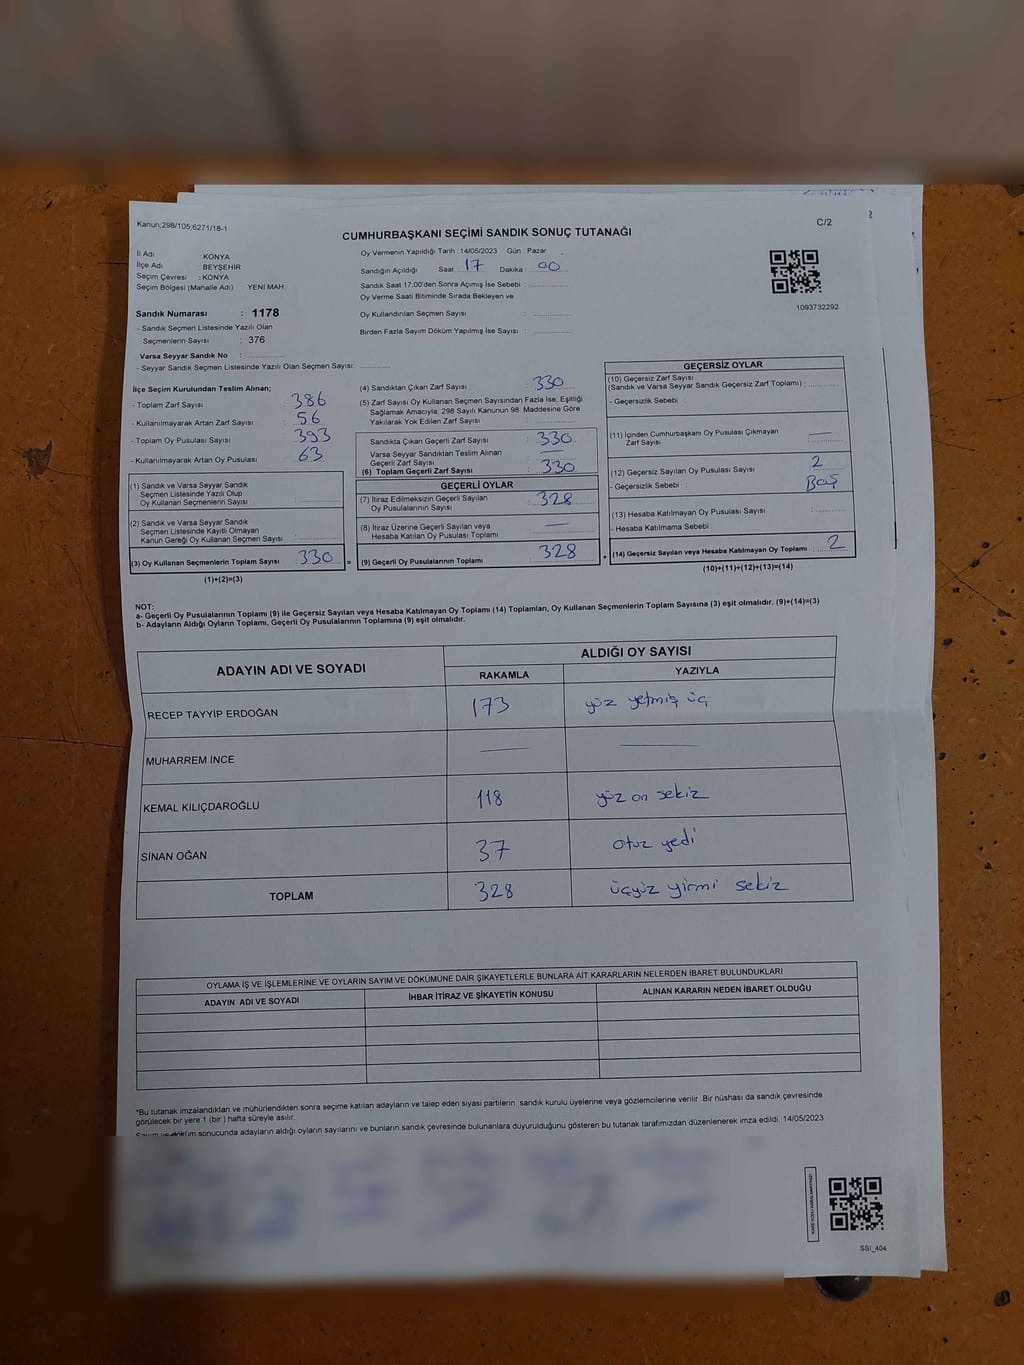 Kanun;298/105;6271/18-1
C/2
CUMHURBAŞKANI SEÇİMİ SANDIK SONUÇ TUTANAĞI
İl Adı : KONYA
İlçe Adı : BEYŞEHİR
Seçim Çevresi : KONYA
Seçim Bölgesi (Mahalle Adı) : YENİ MAH.
Oy Vermenin Yapıldığı Tarih :14/05/2023 Gün : Pazar
Sandığın Açıldığı Saat : 17 Dakika : 00
Sandık Saat 17:00'den Sonra Açımış İse Sebebi :
Oy Verme Saati Bitiminde Sırada Bekleyen ve
Oy Kullandırılan Seçmen Sayısı :
Birden Fazla Sayım Döküm Yapılmış İse Sayısı :
1093732292
Sandık Numarası : 1178
- Sandık Seçmen Listesinde Yazılı Olan
Seçmenlerin Sayısı : 376
Varsa Seyyar Sandık No :
- Seyyar Sandık Seçmen Listesinde Yazılı Olan Seçmen Sayısı:
İlçe Seçim Kurulundan Teslim Alınan;
- Toplam Zarf Sayısı : 386
- Kullanılmayarak Artan Zarf Sayısı : 56
- Toplam Oy Pusulası Sayısı : 393
- Kullanılmayarak Artan Oy Pusulası : 63
(1) Sandık ve Varsa Seyyar Sandık
Seçmen Listesinde Yazılı Olup
Oy Kullanan Seçmenlerin Sayısı :
(2) Sandık ve Varsa Seyyar Sandık
Seçmen Listesinde Kayıtlı Olmayan
Kanun Gereği Oy Kullanan Seçmen Sayısı :
(3) Oy Kullanan Seçmenlerin Toplam Sayısı : 330 =
(1)+(2)=(3)
(4) Sandıktan Çıkan Zarf Sayısı : 330
(5) Zarf Sayısı Oy Kullanan Seçmen Sayısından Fazla İse, Eşitliği
Sağlamak Amacıyla; 298 Sayılı Kanunun 98. Maddesine Göre
Yakılarak Yok Edilen Zarf Sayısı :
Sandıkta Çıkan Geçerli Zarf Sayısı : 330
Varsa Seyyar Sandıktan Teslim Alınan
Geçerli Zarf Sayısı : —
(6) Toplam Geçerli Zarf Sayısı : 330
GEÇERLİ OYLAR
(7) İtiraz Edilmeksizin Geçerli Sayılan
Oy Pusulalarının Sayısı : 328
(8) İtiraz Üzerine Geçerli Sayılan veya
Hesaba Katılan Oy Pusulası Toplamı : —
(9) Geçerli Oy Pusulalarının Toplamı : 328 +
GEÇERSİZ OYLAR
(10) Geçersiz Zarf Sayısı
(Sandık ve Varsa Seyyar Sandık Geçersiz Zarf Toplamı) :
- Geçersizlik Sebebi :
(11) İçinden Cumhurbaşkanı Oy Pusulası Çıkmayan
Zarf Sayısı : —
(12) Geçersiz Sayılan Oy Pusulası Sayısı : 2
- Geçersizlik Sebebi : BOŞ
(13) Hesaba Katılmayan Oy Pusulası Sayısı :
- Hesaba Katılmama Sebebi :
(14) Geçersiz Sayılan veya Hesaba Katılmayan Oy Toplamı : 2
(10)+(11)+(12)+(13)=(14)
NOT:
a- Geçerli Oy Pusulalarının Toplamı (9) ile Geçersiz Sayılan veya Hesaba Katılmayan Oy Toplamı (14) Toplamları, Oy Kullanan Seçmenlerin Toplam Sayısına (3) eşit olmalıdır. (9)+(14)=(3)
b- Adayların Aldığı Oyların Toplamı, Geçerli Oy Pusulalarının Toplamına (9) eşit olmalıdır.
ADAYIN ADI VE SOYADI ALDIĞI OY SAYISI
RAKAMLA YAZIYLA
RECEP TAYYİP ERDOĞAN 173 yüz yetmiş üç
MUHARREM İNCE — —
KEMAL KILIÇDAROĞLU 118 yüz on sekiz
SİNAN OĞAN 37 otuz yedi
TOPLAM 328 üçyüz yirmi sekiz
OYLAMA İŞ VE İŞLEMLERİNE VE OYLARIN SAYIM VE DÖKÜMÜNE DAİR ŞİKAYETLERLE BUNLARA AİT KARARLARIN NELERDEN İBARET BULUNDUKLARI
ADAYIN ADI VE SOYADI İHBAR İTİRAZ VE ŞİKAYETİN KONUSU ALINAN KARARIN NEDEN İBARET OLDUĞU
*Bu tutanak imzalandıktan ve mühürlendikten sonra seçime katılan adayların ve talep eden siyasi partilerin sandık kurulu üyelerine veya gözlemcilerine verilir. Bir nüshası da sandık çevresinde
görülecek bir yere 1 (bir ) hafta süreyle asılır.
Sayım ve döküm sonucunda adayların aldığı oyların sayılarını ve bunların sandık çevresinde bulunanlara duyurulduğunu gösteren bu tutanak tarafımızdan düzenlenerek imza edildi. 14/05/2023
SSI_404